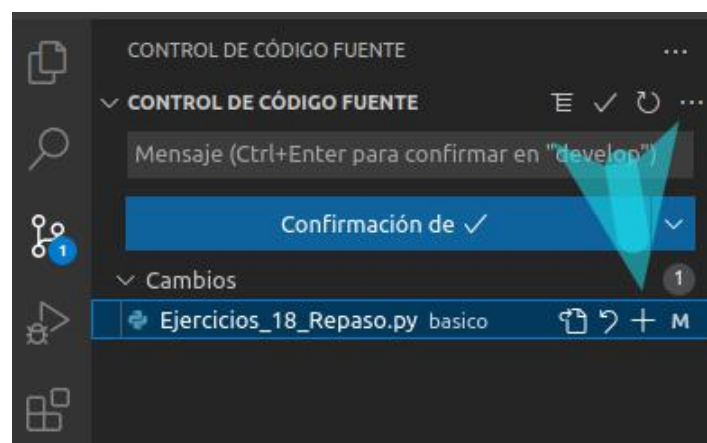 CONTROL DE CÓDIGO FUENTE
CONTROL DE CÓDIGO FUENTE
Mensaje (Ctrl+Enter para confirmar en "develop")
Confirmación de
Cambios 1
Ejercicios_18_Repaso.py basico M
1